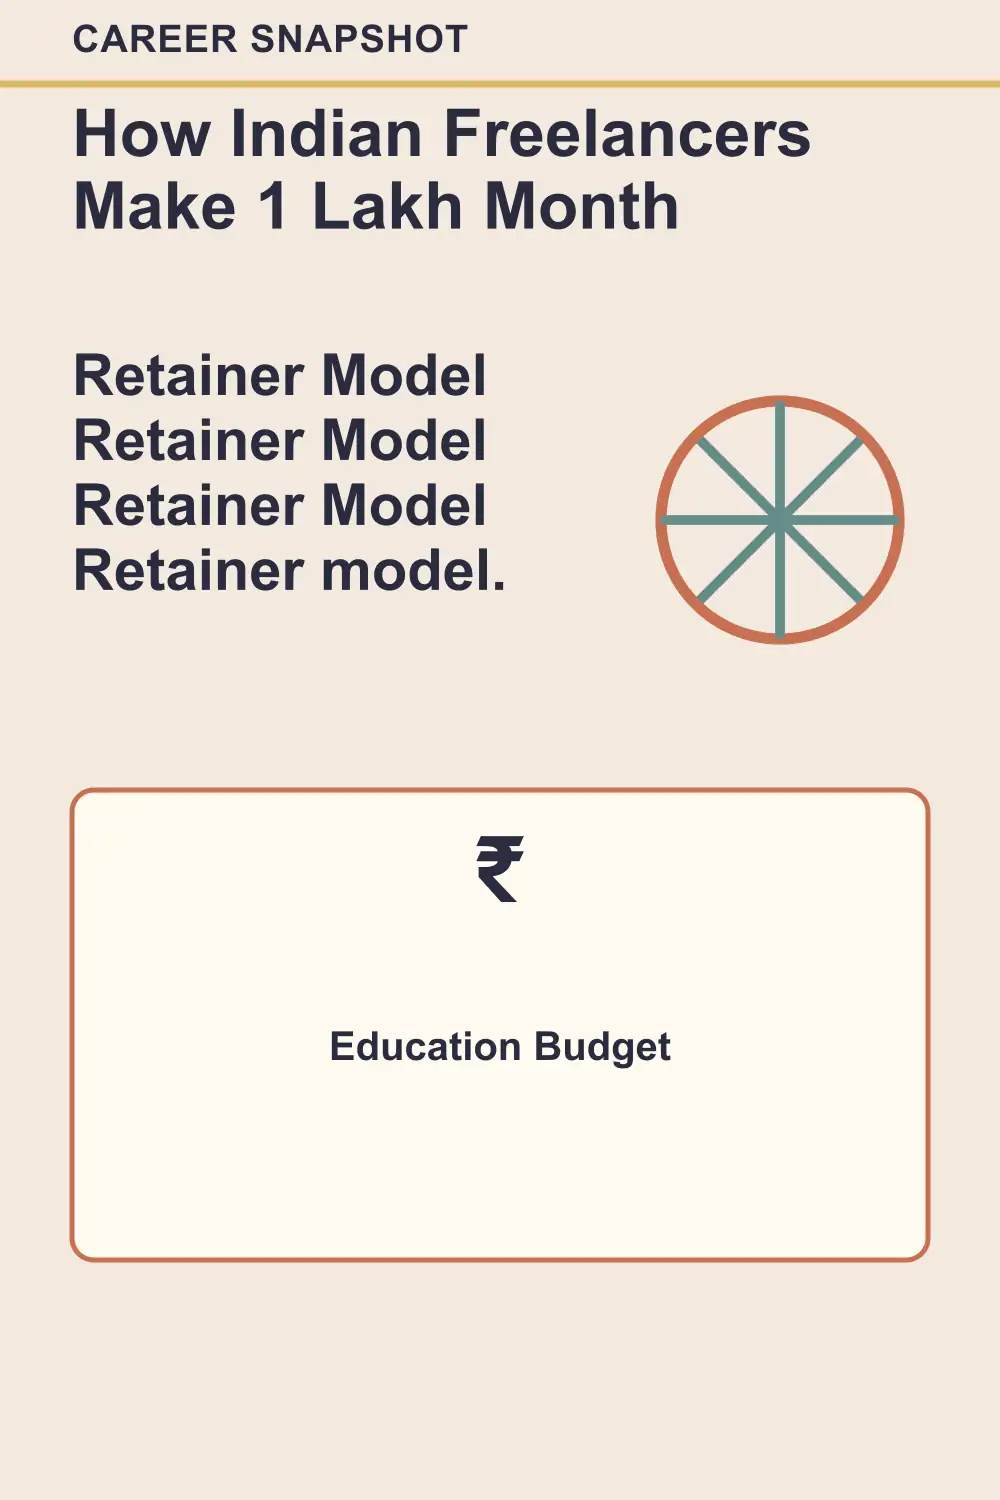 CAREER SNAPSHOT
How Indian Freelancers
Make 1 Lakh Month
Retainer Model
Retainer Model
Retainer Model
Retainer model.
₹
Education Budget